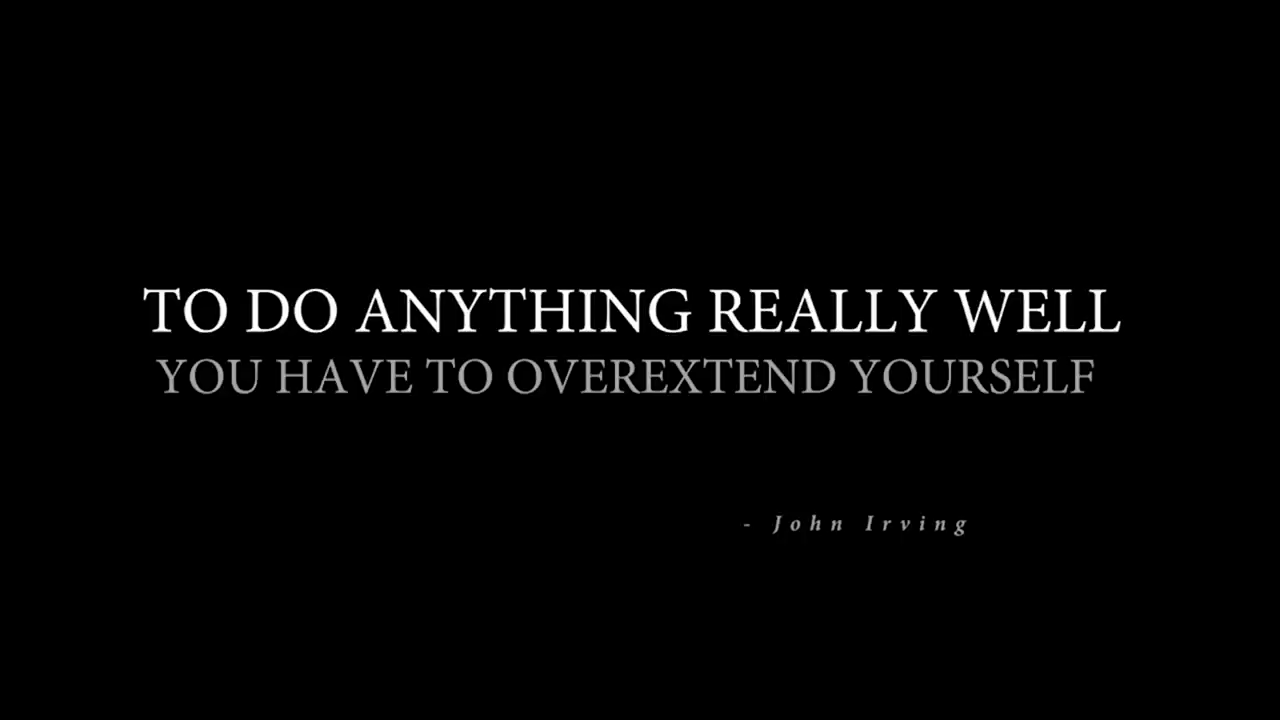 TO DO ANYTHING REALLY WELL
YOU HAVE TO OVEREXTEND YOURSELF
- John Irving